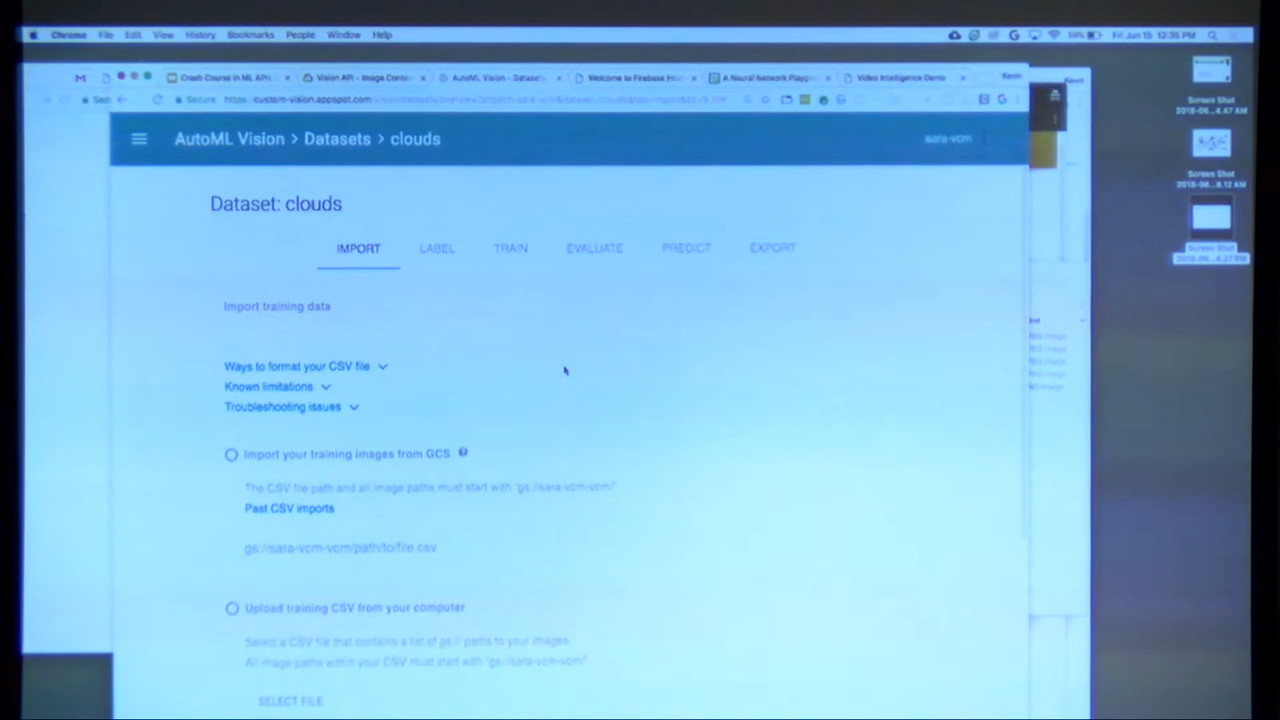 Chrome File Edit View History Bookmarks People Window Help
Fri Jun 15 12:35 PM
Crash Course in ML APIs
Vision API - Image Conte
AutoML Vision - Datasets
Welcome to Firebase Ho
A Neural Network Playgr
Video Intelligence Demo
Kevin
Kevin
Secure https://custom-vision.appspot.com
AutoML Vision > Datasets > clouds
sara-vcm
Dataset: clouds
IMPORT LABEL TRAIN EVALUATE PREDICT EXPORT
Import training data
Ways to format your CSV file
Known limitations
Troubleshooting issues
Import your training images from GCS
The CSV file path and all image paths must start with 'gs://sara-vcm-vcm/'
Past CSV imports
gs://sara-vcm-vcm/path/to/file.csv
Upload training CSV from your computer
Select a CSV file that contains a list of gs:// paths to your images
All image paths within your CSV must start with "gs://sara-vcm-vcm/"
SELECT FILE
Screen Shot
2018-06...4.47 AM
Screen Shot
2018-06...8.12 AM
Screen Shot
2018-06...4.27 PM